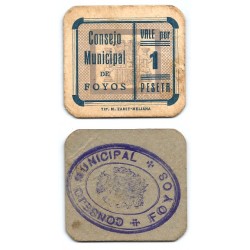 Consejo
Municipal
DE
FOYOS
VALE por
1
PESETA
CONSEJO MUNICIPAL
FOYOS